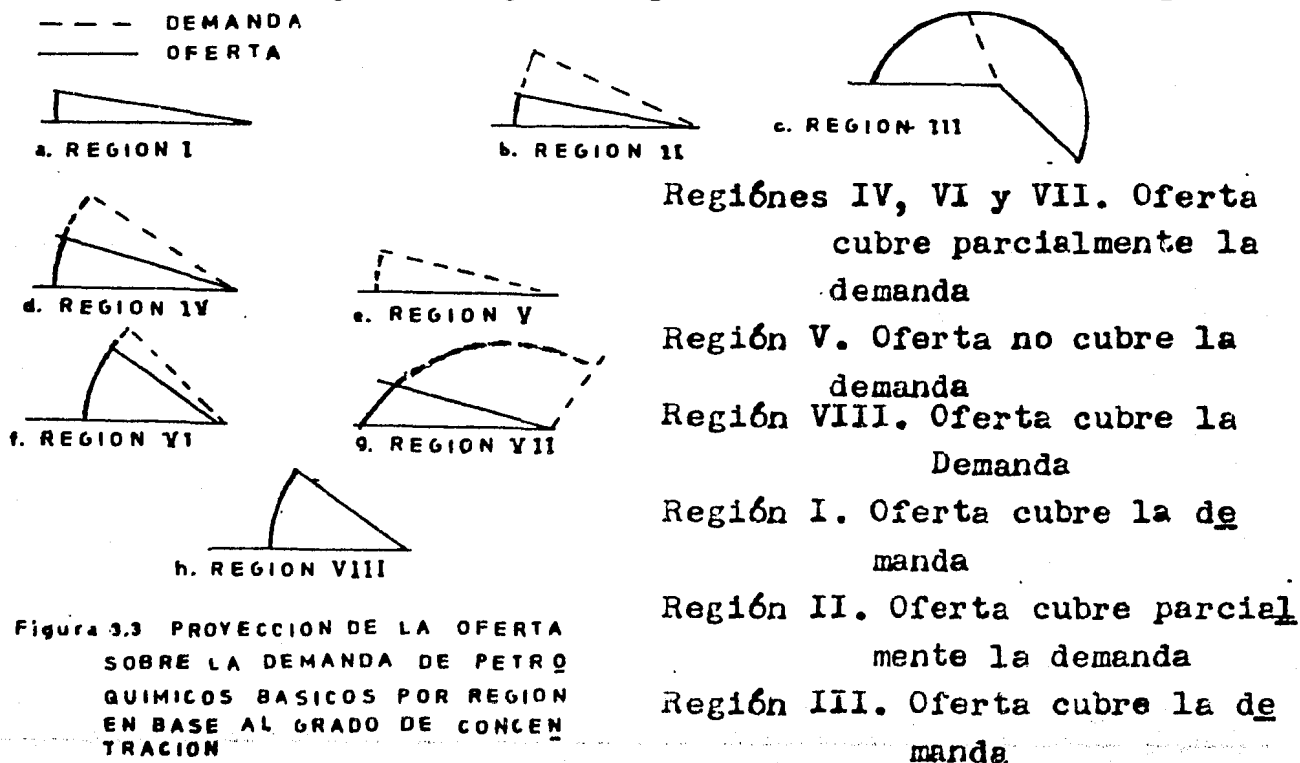 DEMANDA
OFERTA
a. REGION I
b. REGION II
c. REGION III
d. REGION IV
e. REGION V
f. REGION VI
g. REGION VII
h. REGION VIII
Figura 3.3 PROYECCION DE LA OFERTA
SOBRE LA DEMANDA DE PETRO
QUIMICOS BASICOS POR REGION
EN BASE AL GRADO DE CONCEN
TRACION
Regiónes IV, VI y VII. Oferta
cubre parcialmente la
demanda
Región V. Oferta no cubre la
demanda
Región VIII. Oferta cubre la
Demanda
Región I. Oferta cubre la de
manda
Región II. Oferta cubre parcial
mente la demanda
Región III. Oferta cubre la de
manda